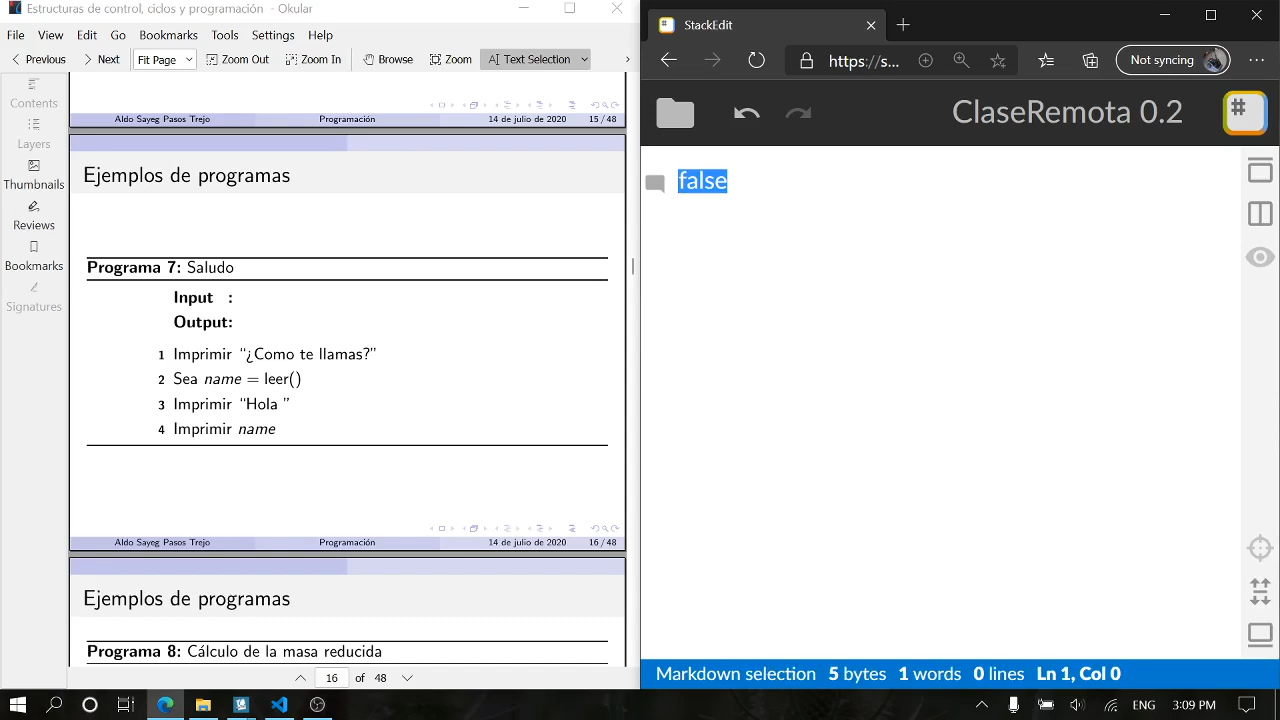 Estructuras de control, ciclos y programación - Okular
File View Edit Go Bookmarks Tools Settings Help
Previous Next Fit Page Zoom Out Zoom In Browse Zoom Text Selection
Contents
Layers
Thumbnails
Reviews
Bookmarks
Signatures
Aldo Sayeg Pasos Trejo Programación 14 de julio de 2020 15 / 48
Ejemplos de programas
Programa 7: Saludo
Input :
Output:
1 Imprimir “¿Como te llamas?”
2 Sea name = leer()
3 Imprimir “Hola ”
4 Imprimir name
Aldo Sayeg Pasos Trejo Programación 14 de julio de 2020 16 / 48
Ejemplos de programas
Programa 8: Cálculo de la masa reducida
16 of 48
StackEdit
https://s... Not syncing
ClaseRemota 0.2
#
false
Markdown selection 5 bytes 1 words 0 lines Ln 1, Col 0
ENG 3:09 PM